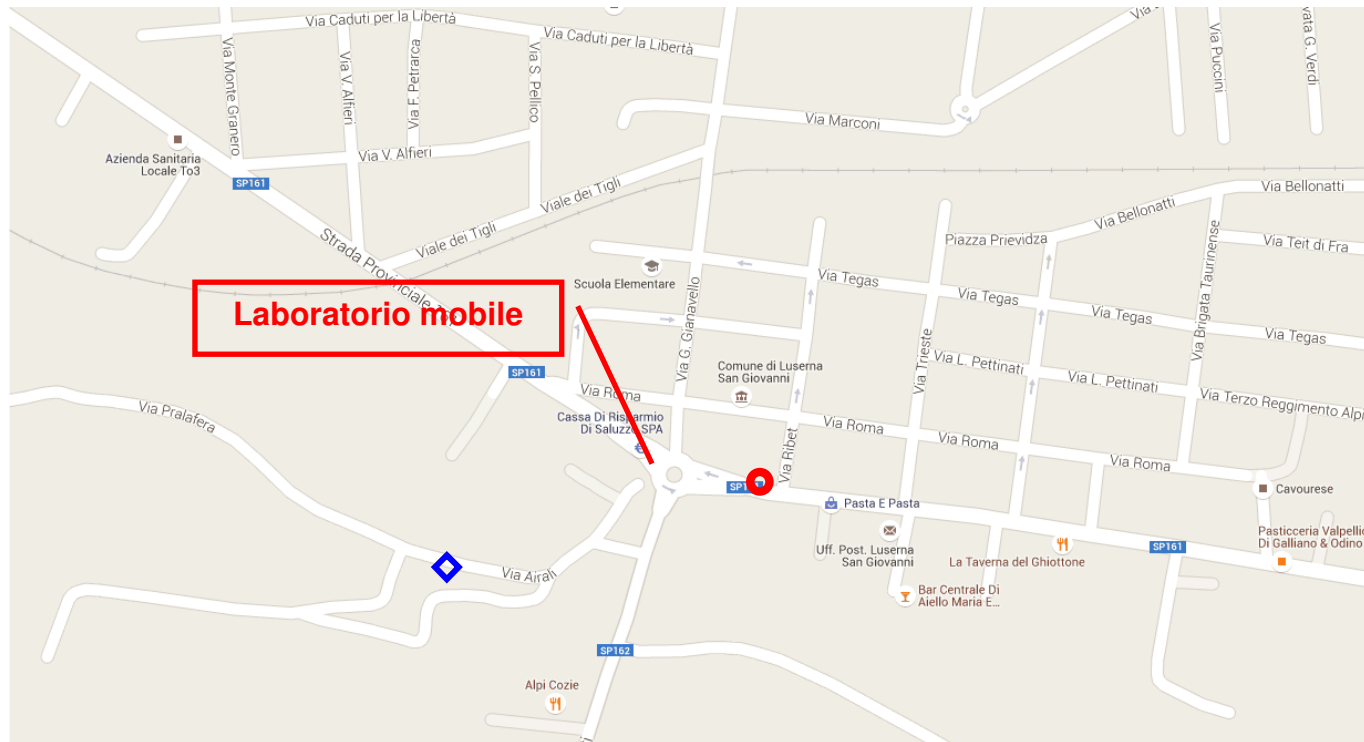 Via Caduti per la Libertà
Via Caduti per la Libertà
Via Monte Granero
Via V. Alfieri
Via F. Petrarca
Via S. Pellico
Via Puccini
Via Marconi
Azienda Sanitaria
Locale To3
Via V. Alfieri
SP161
Viale dei Tigli
Viale dei Tigli
Via Bellonatti
Via Bellonatti
Piazza Prievidza
Via Brigata Taurinense
Via Teit di Fra
Strada Provinciale
Scuola Elementare
Via Tegas
Via Tegas
Via Tegas
Via Tegas
Laboratorio mobile
Via G. Gianavello
Via Trieste
Via L. Pettinati
Via L. Pettinati
Via Terzo Reggimento Alpi
SP161
Comune di Luserna
San Giovanni
Via Roma
Via Roma
Via Roma
Via Roma
Cassa Di Risparmio
Di Saluzzo SPA
Via Pralafera
Via Ribet
Cavourese
Pasta E Pasta
Uff. Post. Luserna
San Giovanni
La Taverna del Ghiottone
SP161
Pasticceria Valpellic
Di Galliano & Odino
Via Airali
Bar Centrale Di
Aiello Maria E...
SP162
Alpi Cozie